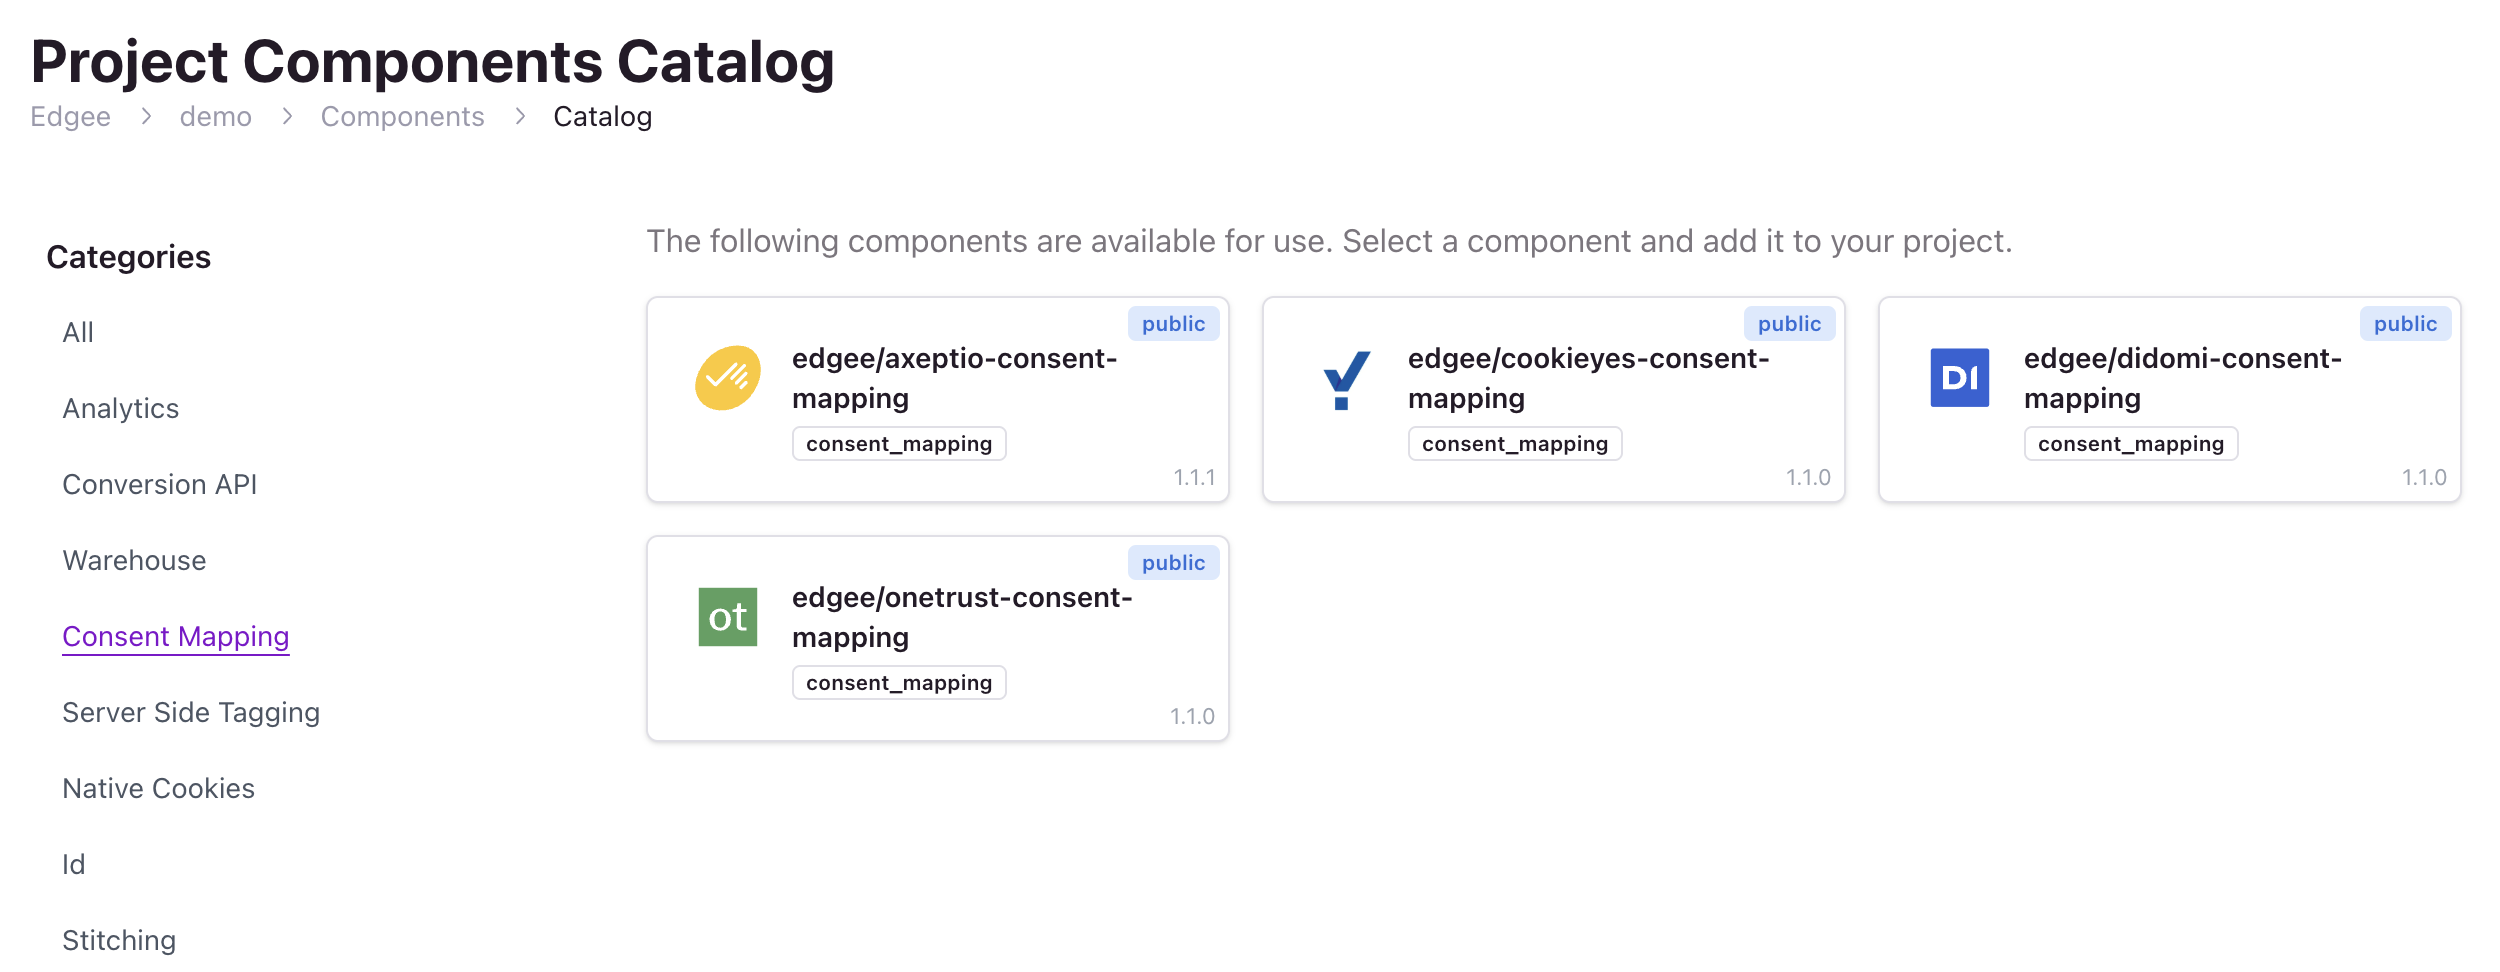 Project Components Catalog
Edgee > demo > Components > Catalog
Categories
All
Analytics
Conversion API
Warehouse
Consent Mapping
Server Side Tagging
Native Cookies
Id
Stitching
The following components are available for use. Select a component and add it to your project.
public
edgee/axeptio-consent-
mapping
consent_mapping
1.1.1
public
edgee/cookieyes-consent-
mapping
consent_mapping
1.1.0
public
DI
edgee/didomi-consent-
mapping
consent_mapping
1.1.0
public
ot
edgee/onetrust-consent-
mapping
consent_mapping
1.1.0